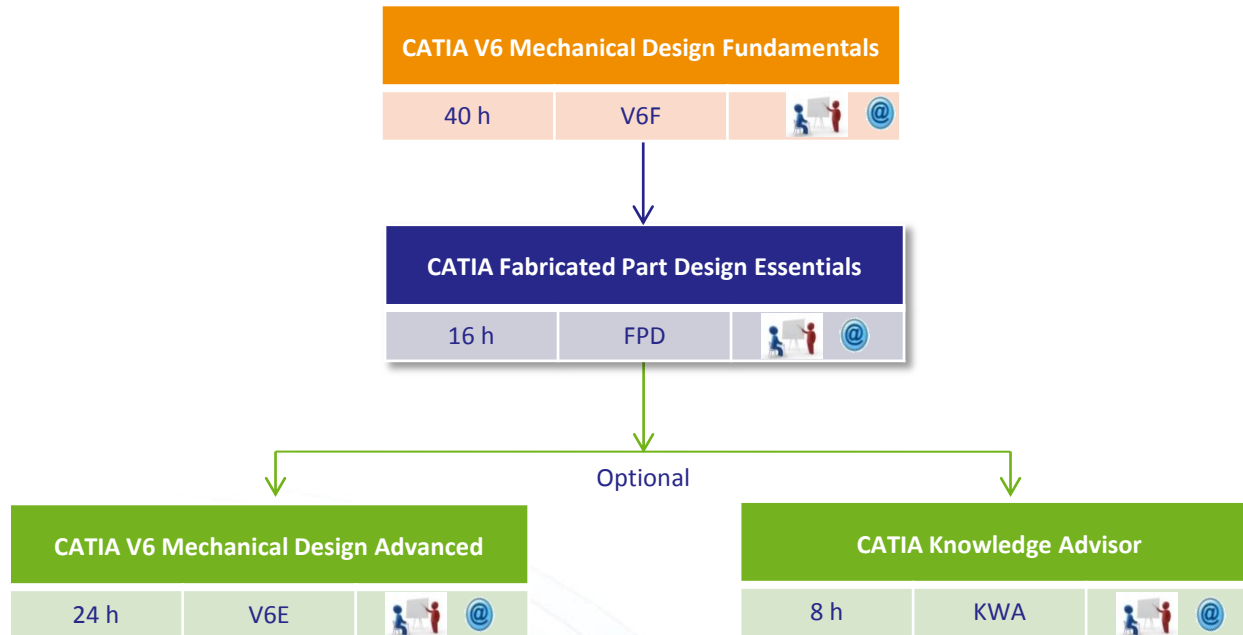 CATIA V6 Mechanical Design Fundamentals
40 h V6F @
CATIA Fabricated Part Design Essentials
16 h FPD @
Optional
CATIA V6 Mechanical Design Advanced
24 h V6E @
CATIA Knowledge Advisor
8 h KWA @